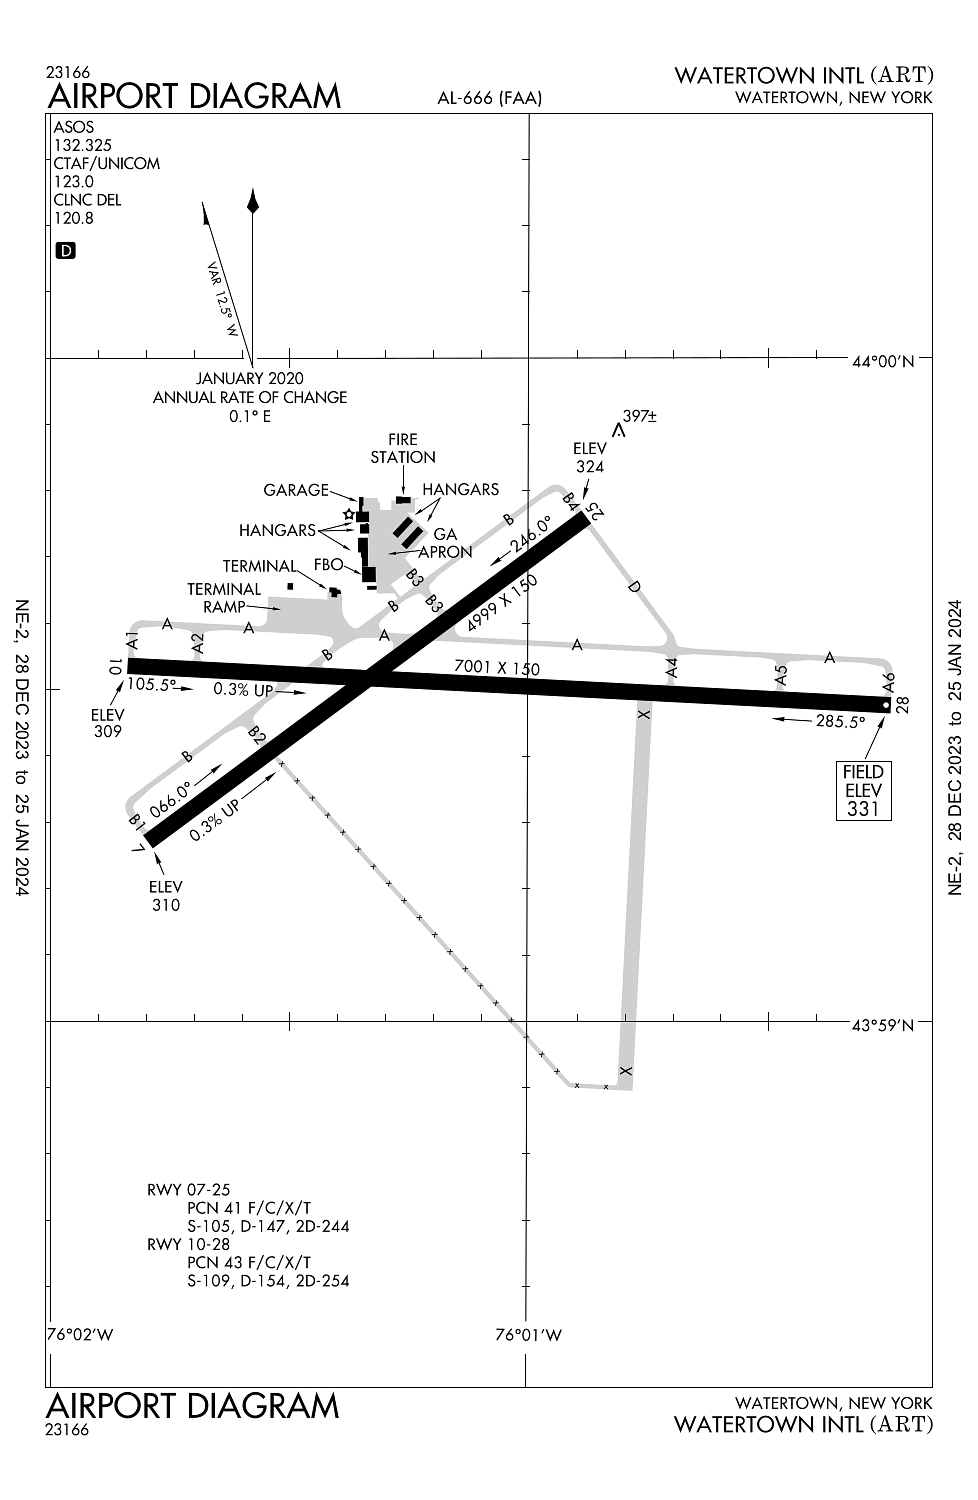 23166
AIRPORT DIAGRAM
AL-666 (FAA)
WATERTOWN INTL (ART)
WATERTOWN, NEW YORK
ASOS
132.325
CTAF/UNICOM
123.0
CLNC DEL
120.8
D
VAR 12.5° W
44°00'N
JANUARY 2020
ANNUAL RATE OF CHANGE
0.1° E
397±
FIRE
STATION
ELEV
324
GARAGE
HANGARS
HANGARS
GA
APRON
FBO
TERMINAL
TERMINAL
RAMP
B
B4
25
246.0°
4999 X 150
B3
B3
B
D
A1
A
A2
A
A
B
A
A4
A5
A
A6
10
105.5°
0.3% UP
7001 X 150
28
285.5°
X
ELEV
309
FIELD
ELEV
331
B2
B
066.0°
0.3% UP
B1
7
ELEV
310
NE-2, 28 DEC 2023 to 25 JAN 2024
NE-2, 28 DEC 2023 to 25 JAN 2024
43°59'N
X
x
x
RWY 07-25
PCN 41 F/C/X/T
S-105, D-147, 2D-244
RWY 10-28
PCN 43 F/C/X/T
S-109, D-154, 2D-254
76°02'W
76°01'W
AIRPORT DIAGRAM
23166
WATERTOWN, NEW YORK
WATERTOWN INTL (ART)